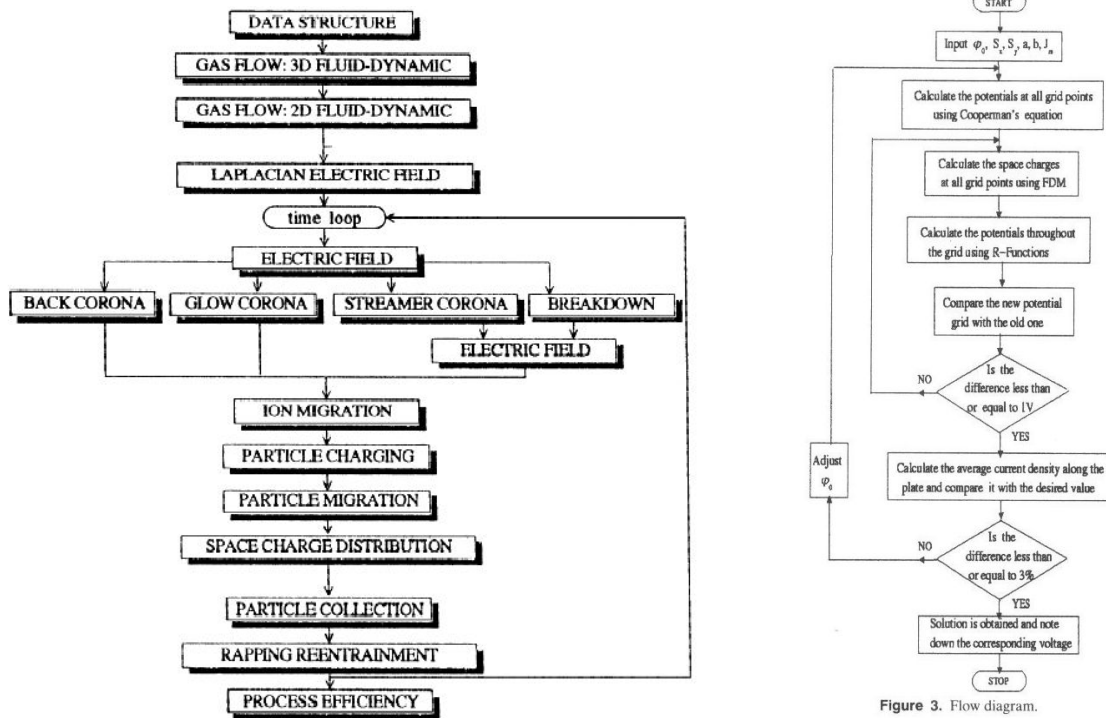 DATA STRUCTURE
GAS FLOW: 3D FLUID-DYNAMIC
GAS FLOW: 2D FLUID-DYNAMIC
LAPLACIAN ELECTRIC FIELD
time loop
ELECTRIC FIELD
BACK CORONA
GLOW CORONA
STREAMER CORONA
BREAKDOWN
ELECTRIC FIELD
ION MIGRATION
PARTICLE CHARGING
PARTICLE MIGRATION
SPACE CHARGE DISTRIBUTION
PARTICLE COLLECTION
RAPPING REENTRAINMENT
PROCESS EFFICIENCY
START
Input φ₀, Sₓ, Sᵧ, a, b, Jₘ
Calculate the potentials at all grid points
using Cooperman's equation
Calculate the space charges
at all grid points using FDM
Calculate the potentials throughout
the grid using R-Functions
Compare the new potential
grid with the old one
Is the
difference less than
or equal to 1V
NO
YES
Calculate the average current density along the
plate and compare it with the desired value
Adjust
φ₀
Is the
difference less than
or equal to 3%
NO
YES
Solution is obtained and note
down the corresponding voltage
STOP
Figure 3. Flow diagram.